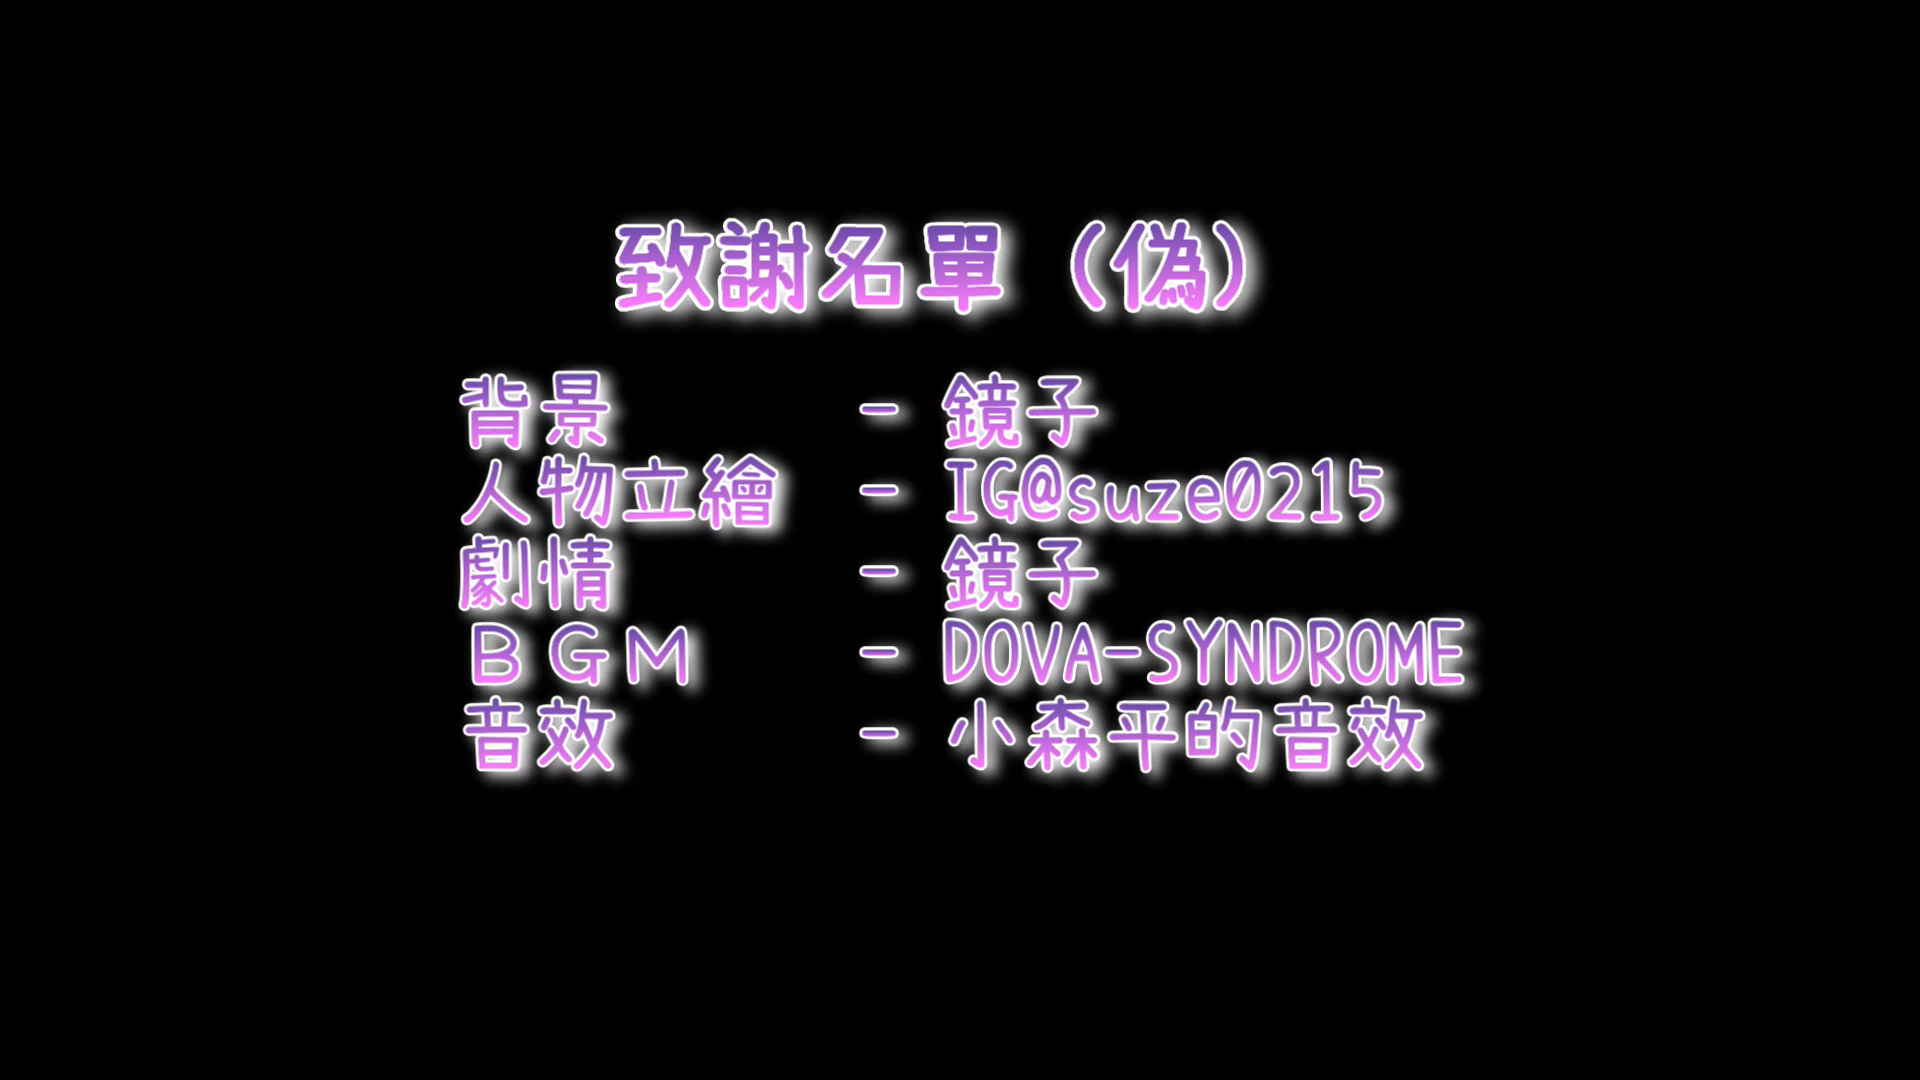 致謝名單（偽）
背景 - 鏡子
人物立繪 - IG@suze0215
劇情 - 鏡子
ＢＧＭ - DOVA-SYNDROME
音效 - 小森平的音效